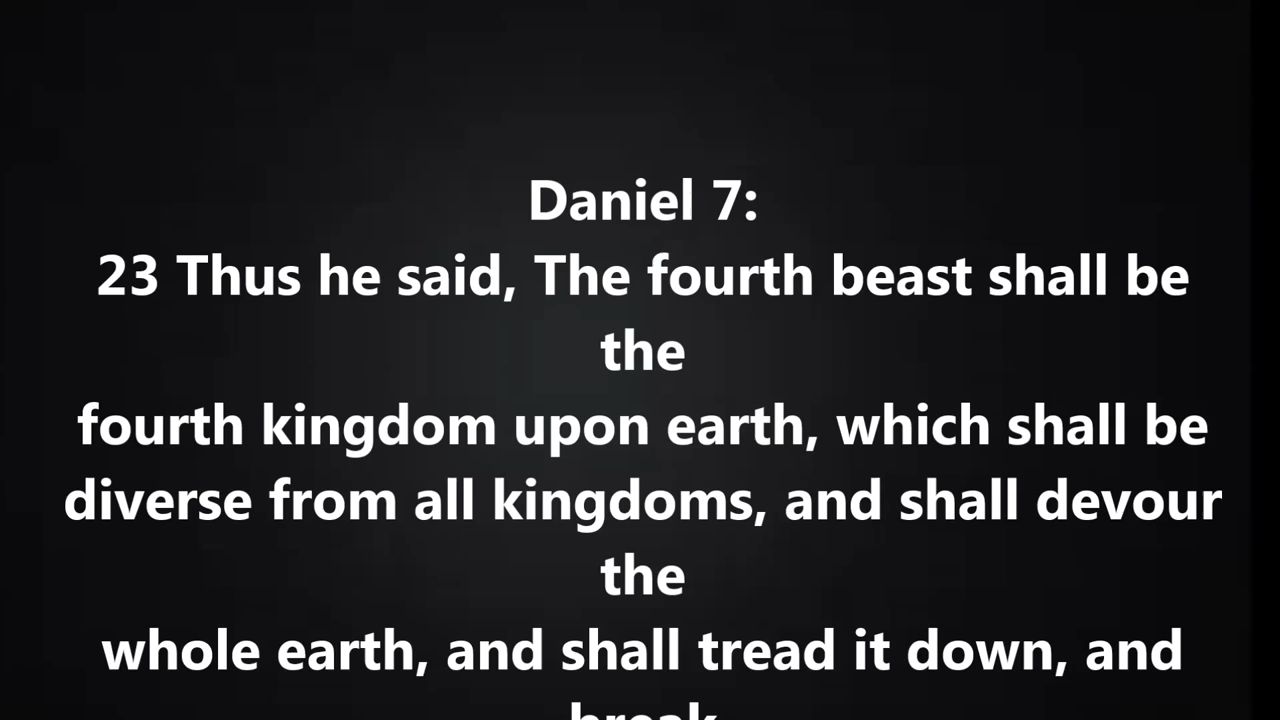 Daniel 7:
23 Thus he said, The fourth beast shall be
the
fourth kingdom upon earth, which shall be
diverse from all kingdoms, and shall devour
the
whole earth, and shall tread it down, and
break